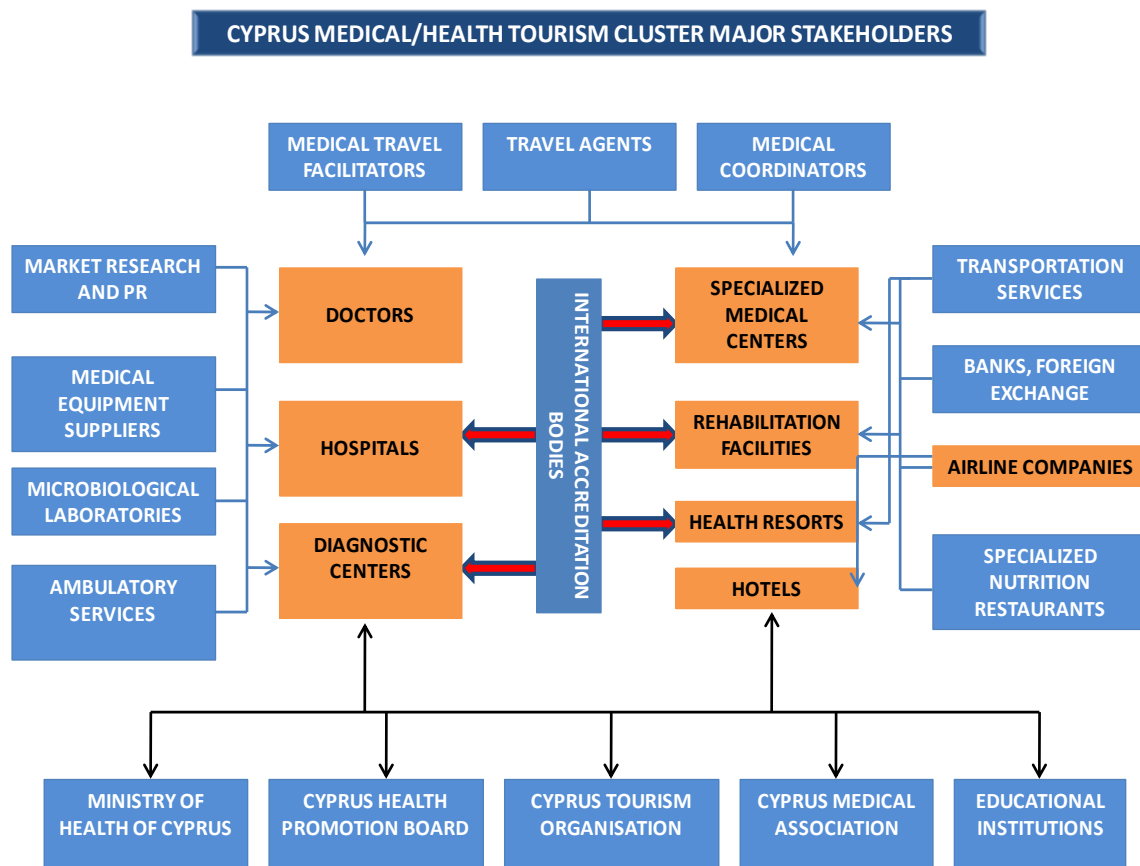 CYPRUS MEDICAL/HEALTH TOURISM CLUSTER MAJOR STAKEHOLDERS
MEDICAL TRAVEL
FACILITATORS
TRAVEL AGENTS
MEDICAL
COORDINATORS
MARKET RESEARCH
AND PR
MEDICAL
EQUIPMENT
SUPPLIERS
MICROBIOLOGICAL
LABORATORIES
AMBULATORY
SERVICES
DOCTORS
HOSPITALS
DIAGNOSTIC
CENTERS
INTERNATIONAL ACCREDITATION
BODIES
SPECIALIZED
MEDICAL
CENTERS
REHABILITATION
FACILITIES
HEALTH RESORTS
HOTELS
TRANSPORTATION
SERVICES
BANKS, FOREIGN
EXCHANGE
AIRLINE COMPANIES
SPECIALIZED
NUTRITION
RESTAURANTS
MINISTRY OF
HEALTH OF CYPRUS
CYPRUS HEALTH
PROMOTION BOARD
CYPRUS TOURISM
ORGANISATION
CYPRUS MEDICAL
ASSOCIATION
EDUCATIONAL
INSTITUTIONS